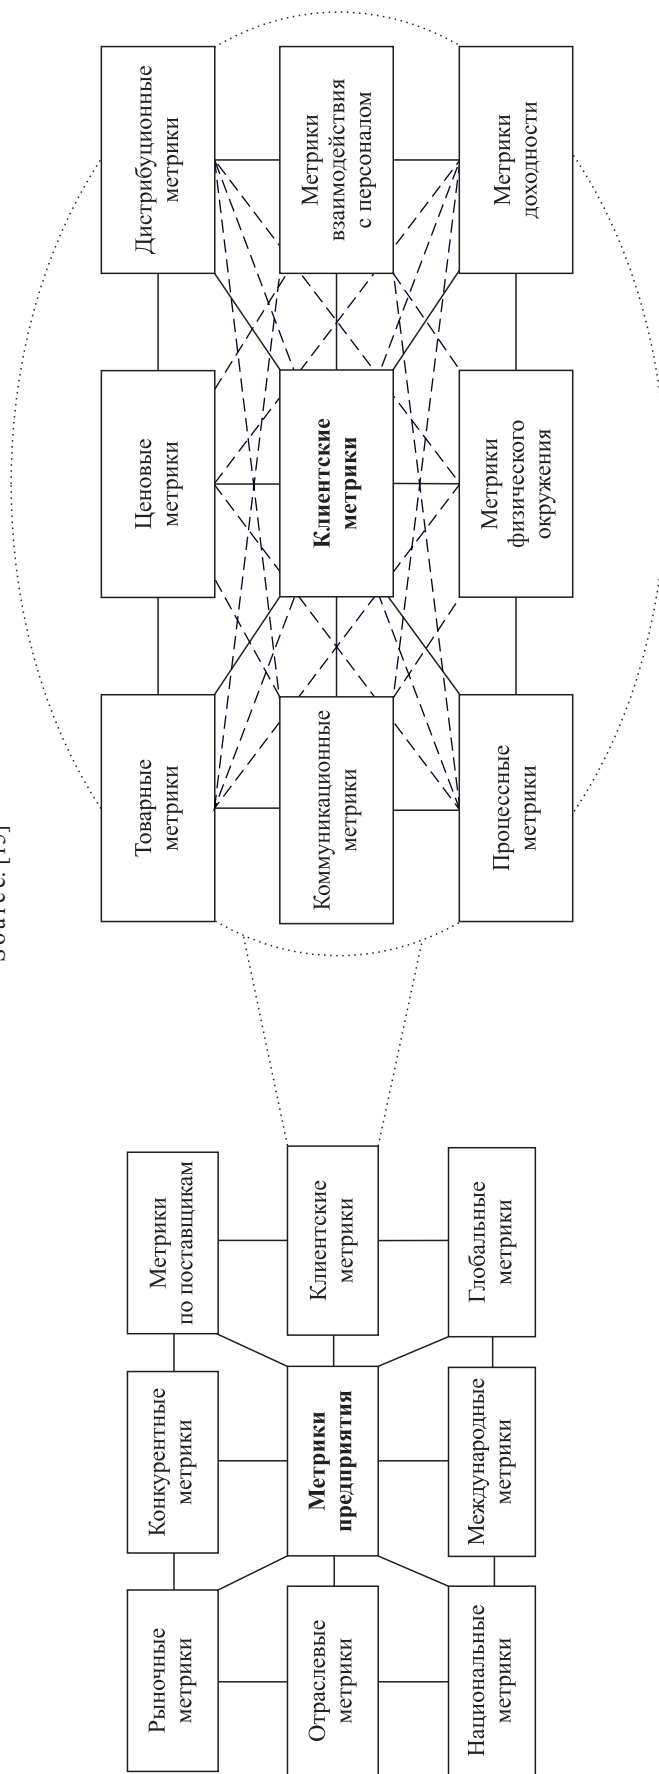 Source. [15]
Рыночные
метрики
Конкурентные
метрики
Метрики
по поставщикам
Отраслевые
метрики
Метрики
предприятия
Клиентские
метрики
Национальные
метрики
Международные
метрики
Глобальные
метрики
Товарные
метрики
Ценовые
метрики
Дистрибуционные
метрики
Коммуникационные
метрики
Клиентские
метрики
Метрики
взаимодействия
с персоналом
Процессные
метрики
Метрики
физического
окружения
Метрики
доходности